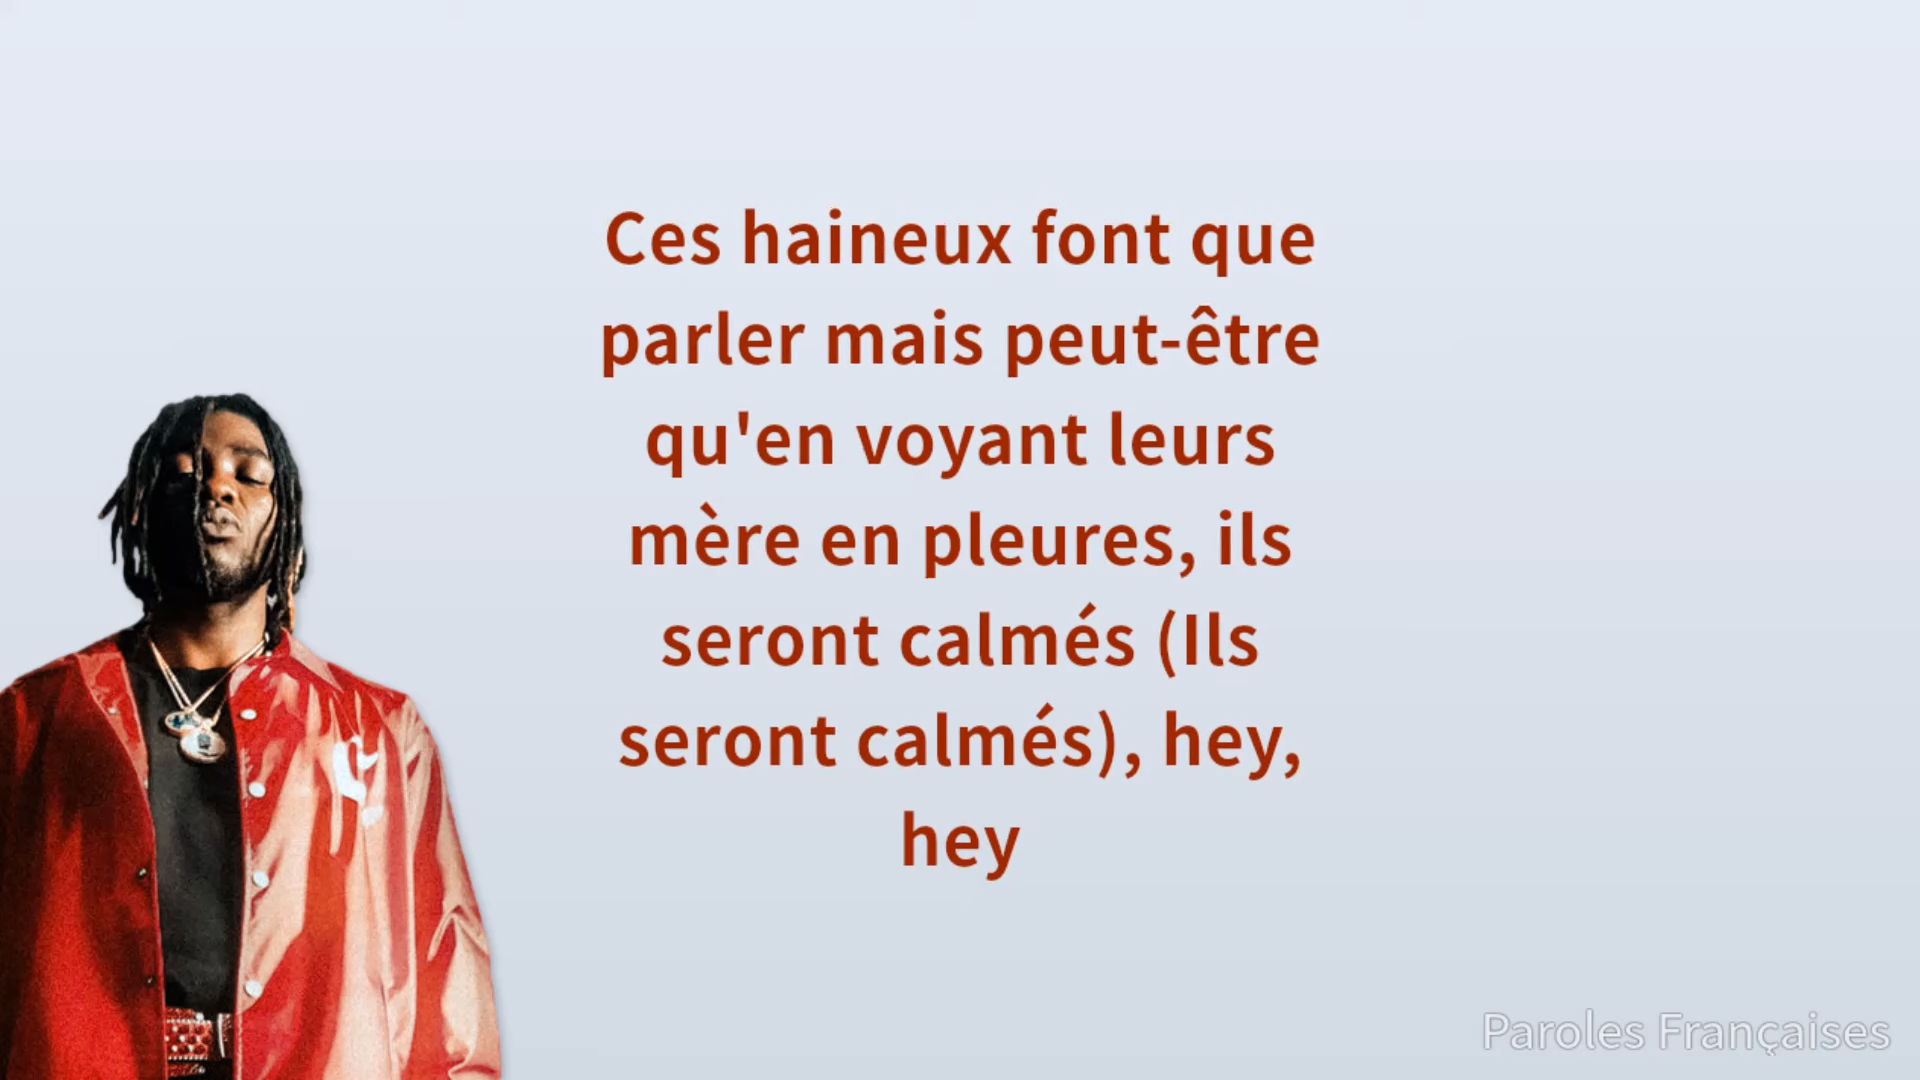 Ces haineux font que
parler mais peut-être
qu'en voyant leurs
mère en pleures, ils
seront calmés (Ils
seront calmés), hey,
hey
Paroles Françaises